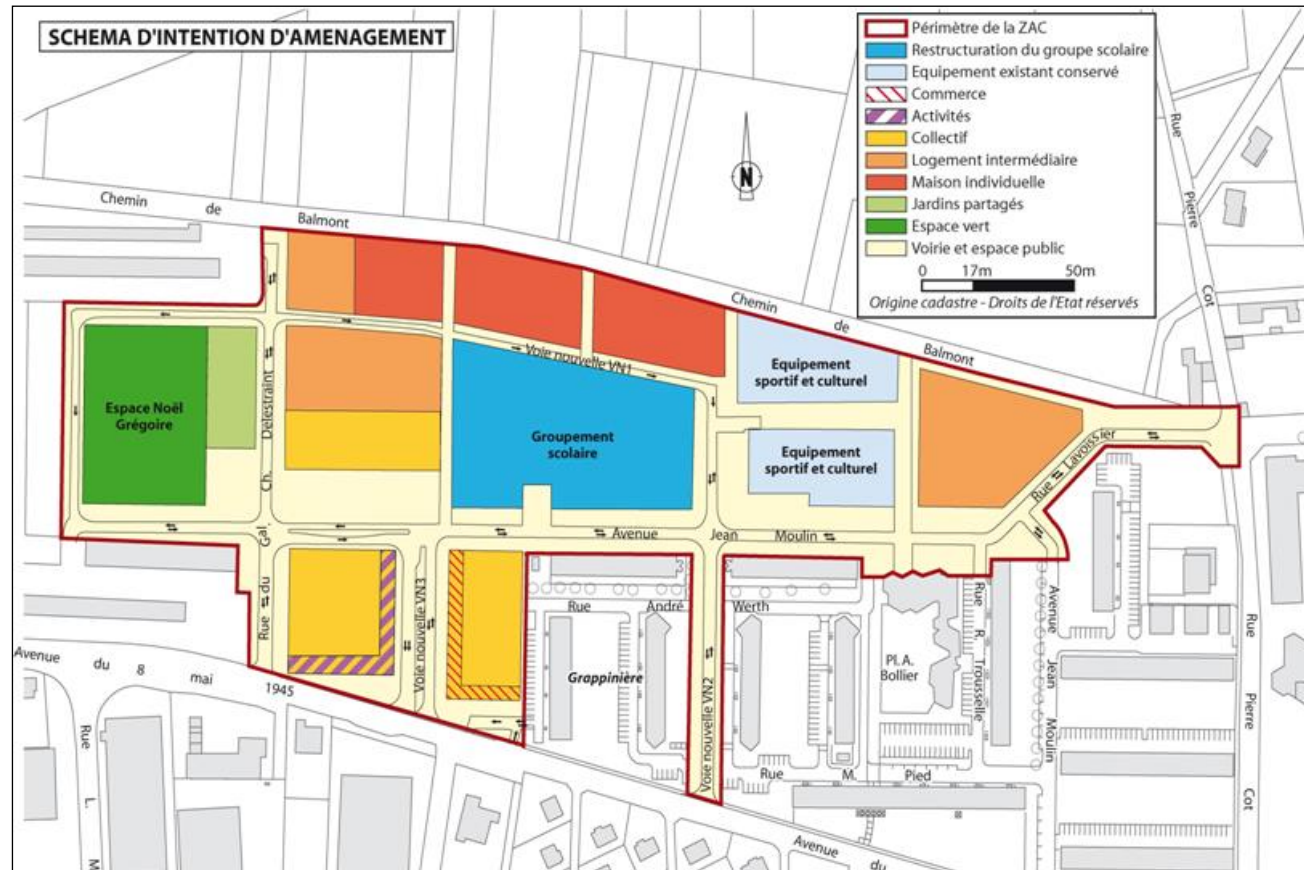 SCHEMA D'INTENTION D'AMENAGEMENT
Périmètre de la ZAC
Restructuration du groupe scolaire
Equipement existant conservé
Commerce
Activités
Collectif
Logement intermédiaire
Maison individuelle
Jardins partagés
Espace vert
Voirie et espace public
0 17m 50m
Origine cadastre - Droits de l'Etat réservés
N
Rue Pierre Cot
Chemin de Balmont
Chemin de Balmont
Voie nouvelle VN1
Equipement
sportif et culturel
Espace Noël
Grégoire
Rue du Gal. Ch. Delestraint
Groupement
scolaire
Equipement
sportif et culturel
Rue Lavoissier
Avenue Jean Moulin
Voie nouvelle VN3
Rue André Werth
Grappinière
Voie nouvelle VN2
Pl. A.
Bollier
Rue R. Trousselle
Avenue Jean Moulin
Rue Pierre Cot
Avenue du 8 mai 1945
Rue L. M
Rue M. Pied
Avenue du